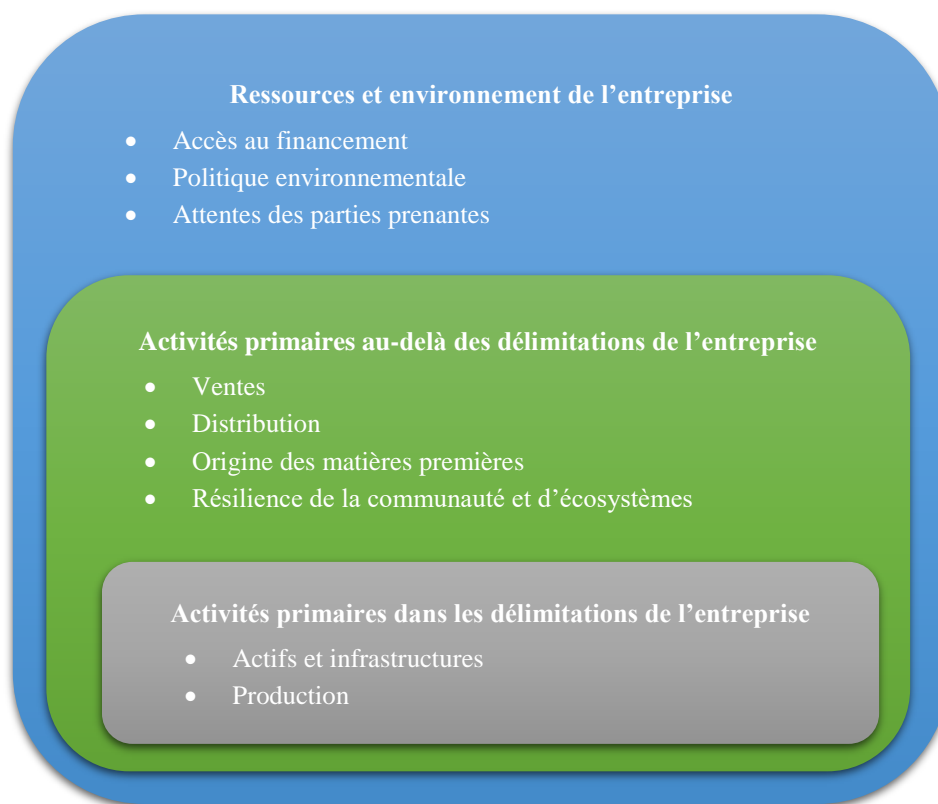 Ressources et environnement de l’entreprise
• Accès au financement
• Politique environnementale
• Attentes des parties prenantes
Activités primaires au-delà des délimitations de l’entreprise
• Ventes
• Distribution
• Origine des matières premières
• Résilience de la communauté et d’écosystèmes
Activités primaires dans les délimitations de l’entreprise
• Actifs et infrastructures
• Production